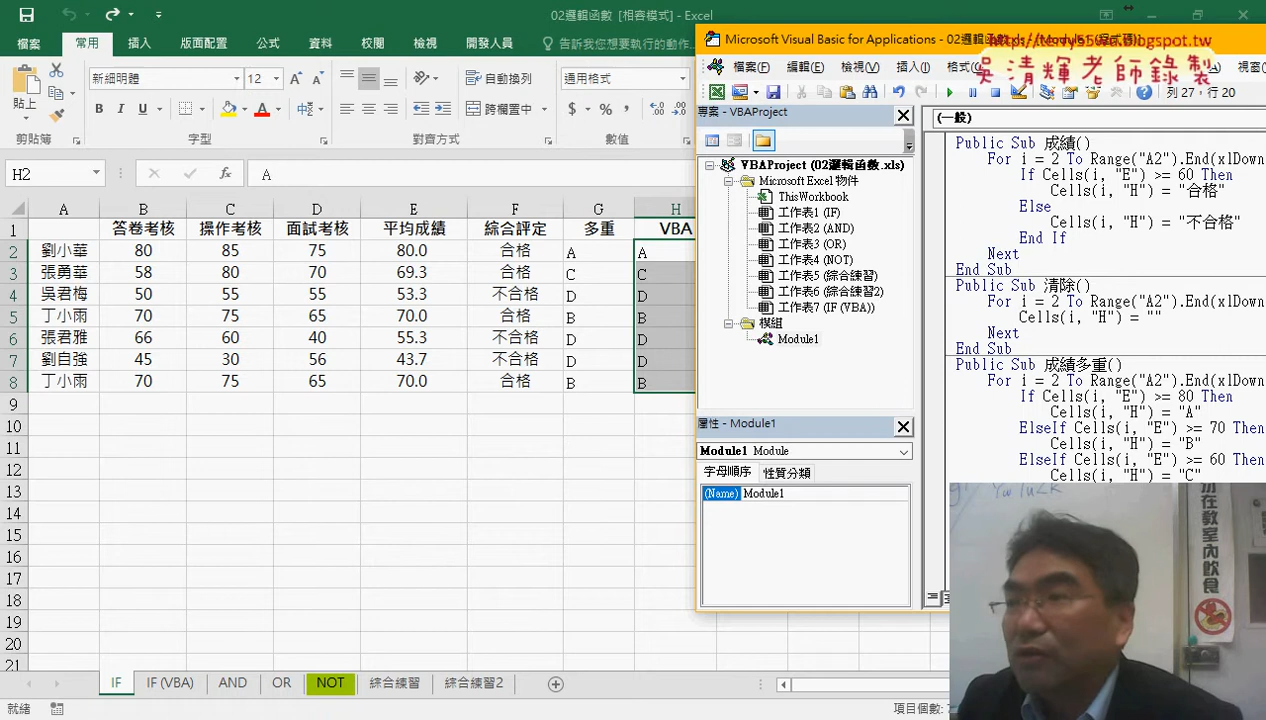 02邏輯函數 [相容模式] - Excel
檔案 常用 插入 版面配置 公式 資料 校閱 檢視 開發人員 告訴我您想要執行的動作
貼上
新細明體 12
自動換列
跨欄置中
通用格式
剪貼簿 字型 對齊方式 數值
H2 A
A B C D E F G H
1 答卷考核 操作考核 面試考核 平均成績 綜合評定 多重 VBA
2 劉小華 80 85 75 80.0 合格 A A
3 張勇華 58 80 70 69.3 合格 C C
4 吳君梅 50 55 55 53.3 不合格 D D
5 丁小雨 70 75 65 70.0 合格 B B
6 張君雅 66 60 40 55.3 不合格 D D
7 劉自強 45 30 56 43.7 不合格 D D
8 丁小雨 70 75 65 70.0 合格 B B
9
10
11
12
13
14
15
16
17
18
19
20
21
IF IF (VBA) AND OR NOT 綜合練習 綜合練習2
就緒
項目個數:
Microsoft Visual Basic for Applications - 02邏輯函數
http://terry55wu.blogspot.tw
吳清輝老師錄製
檔案(F) 編輯(E) 檢視(V) 插入(I)
列 27, 行 20
專案 - VBAProject
VBAProject (02邏輯函數.xls)
Microsoft Excel 物件
ThisWorkbook
工作表1 (IF)
工作表2 (AND)
工作表3 (OR)
工作表4 (NOT)
工作表5 (綜合練習)
工作表6 (綜合練習2)
工作表7 (IF (VBA))
模組
Module1
屬性 - Module1
Module1 Module
字母順序 性質分類
(Name) Module1
(一般)
Public Sub 成績()
For i = 2 To Range("A2").End(xlDown
If Cells(i, "E") >= 60 Then
Cells(i, "H") = "合格"
Else
Cells(i, "H") = "不合格"
End If
Next
End Sub
Public Sub 清除()
For i = 2 To Range("A2").End(xlDown
Cells(i, "H") = ""
Next
End Sub
Public Sub 成績多重()
For i = 2 To Range("A2").End(xlDown
If Cells(i, "E") >= 80 Then
Cells(i, "H") = "A"
ElseIf Cells(i, "E") >= 70 Then
Cells(i, "H") = "B"
ElseIf Cells(i, "E") >= 60 Then
Cells(i, "H") = "C"
在教室內飲食